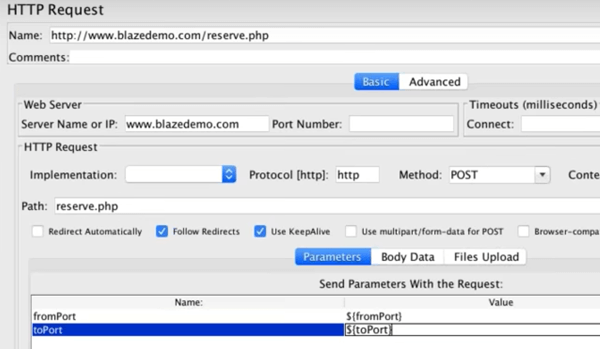 HTTP Request
Name: http://www.blazedemo.com/reserve.php
Comments:
Basic Advanced
Web Server Timeouts (milliseconds)
Server Name or IP: www.blazedemo.com Port Number: Connect:
HTTP Request
Implementation: Protocol [http]: http Method: POST Conte
Path: reserve.php
Redirect Automatically Follow Redirects Use KeepAlive Use multipart/form-data for POST Browser-compa
Parameters Body Data Files Upload
Send Parameters With the Request:
Name: Value
fromPort ${fromPort}
toPort ${toPort}